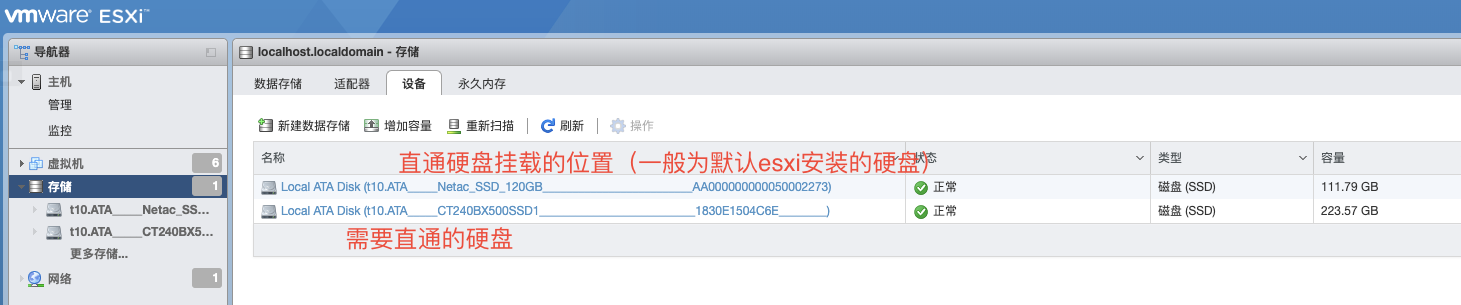 vmware ESXi™
导航器
主机
管理
监控
虚拟机 6
存储 1
t10.ATA_____Netac_SS...
t10.ATA_____CT240BX5...
更多存储...
网络 1
localhost.localdomain - 存储
数据存储 适配器 设备 永久内存
新建数据存储 增加容量 重新扫描 刷新 操作
名称 状态 类型 容量
直通硬盘挂载的位置（一般为默认esxi安装的硬盘）
Local ATA Disk (t10.ATA_____Netac_SSD_120GB___________________________AA000000000050002273) 正常 磁盘 (SSD) 111.79 GB
Local ATA Disk (t10.ATA_____CT240BX500SSD1____________________________1830E1504C6E________) 正常 磁盘 (SSD) 223.57 GB
需要直通的硬盘